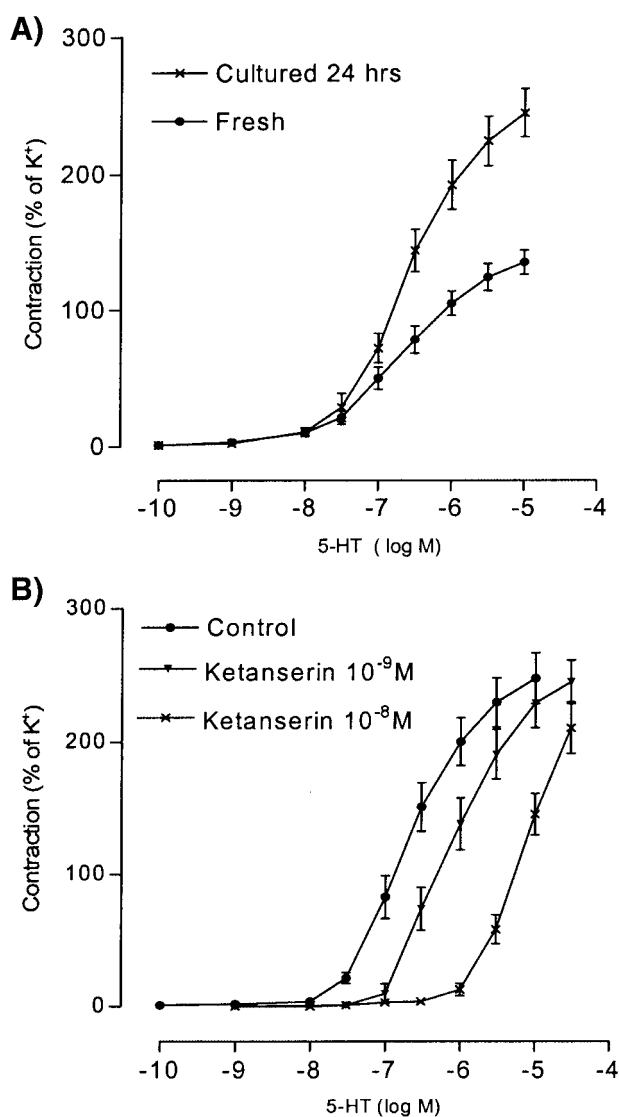 A)
300
200
100
0
Contraction (% of K⁺)
Cultured 24 hrs
Fresh
-10 -9 -8 -7 -6 -5 -4
5-HT ( log M)
B)
300
200
100
0
Contraction (% of K⁺)
Control
Ketanserin 10⁻⁹M
Ketanserin 10⁻⁸M
-10 -9 -8 -7 -6 -5 -4
5-HT (log M)